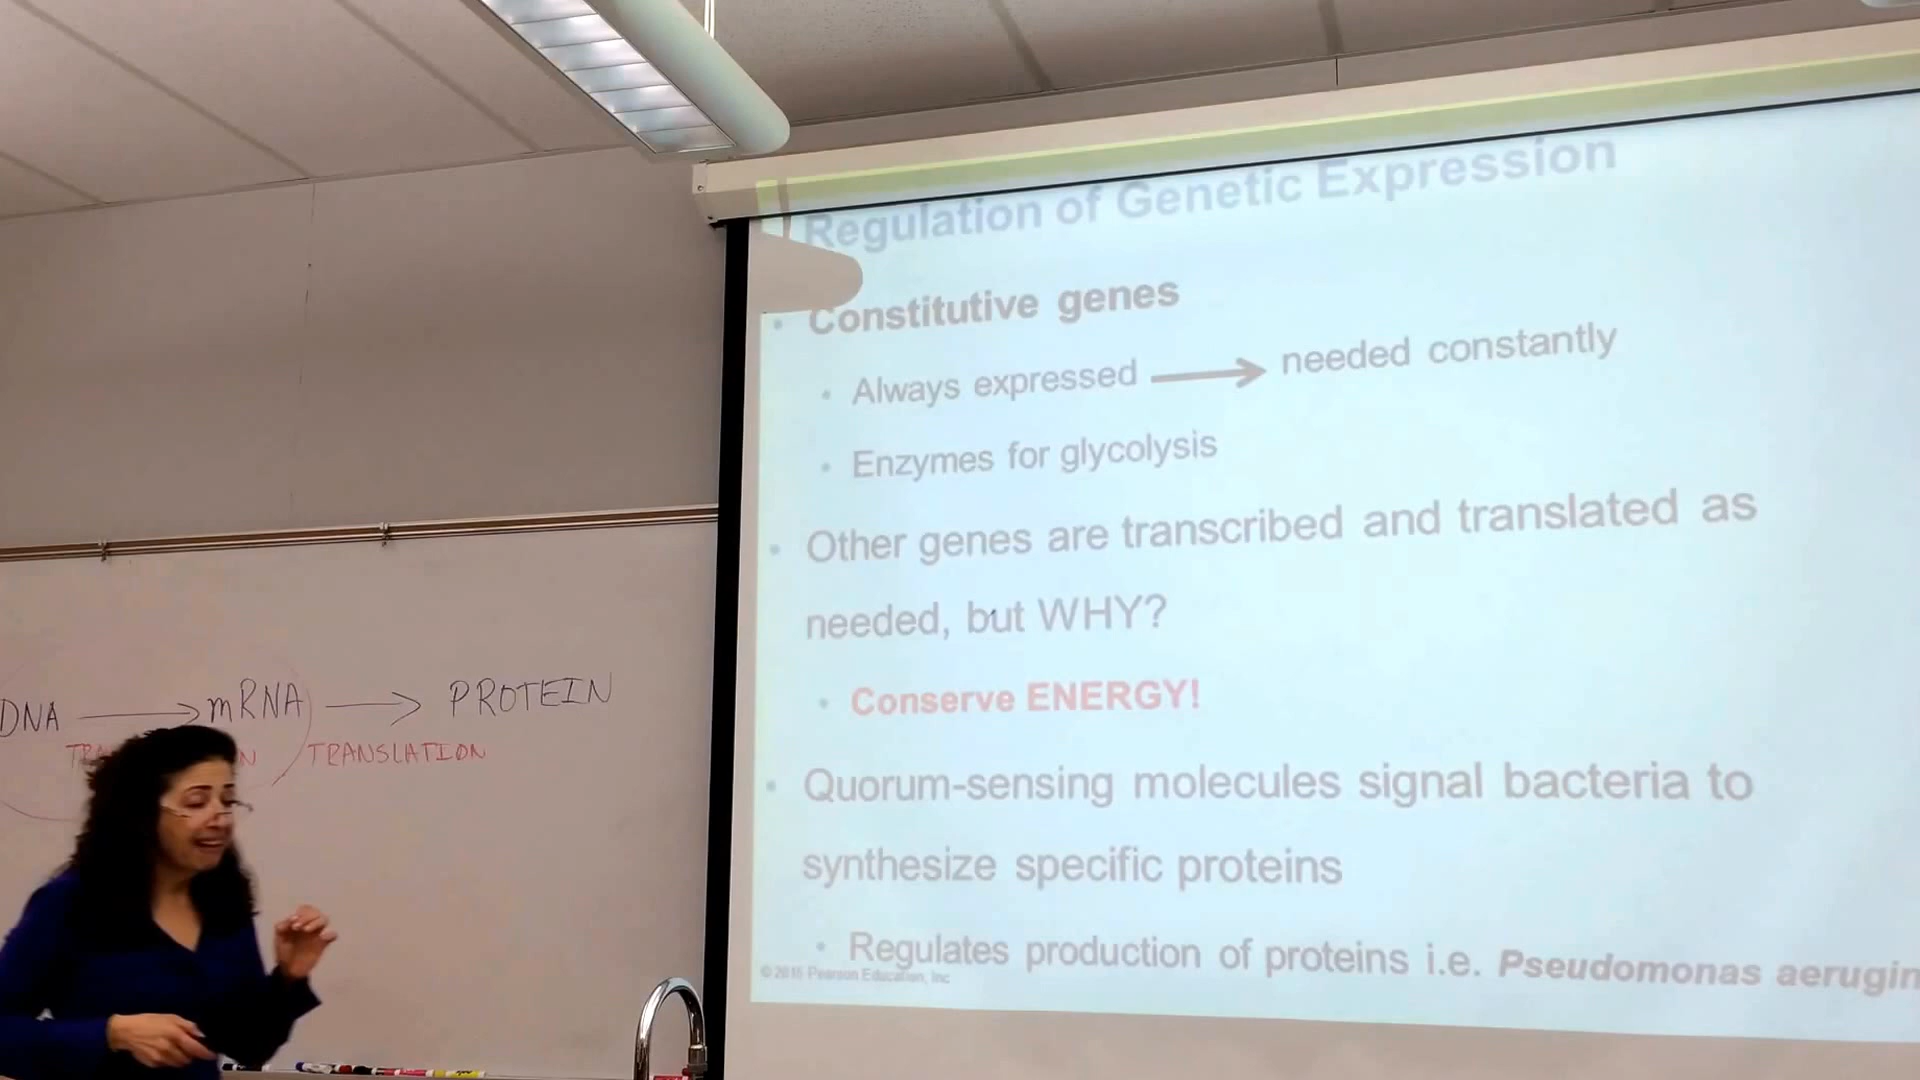 Regulation of Genetic Expression
• Constitutive genes
• Always expressed → needed constantly
• Enzymes for glycolysis
• Other genes are transcribed and translated as
needed, but WHY?
• Conserve ENERGY!
• Quorum-sensing molecules signal bacteria to
synthesize specific proteins
• Regulates production of proteins i.e. Pseudomonas aerugin
© 2015 Pearson Education, Inc
DNA → mRNA → PROTEIN
TRANSLATION